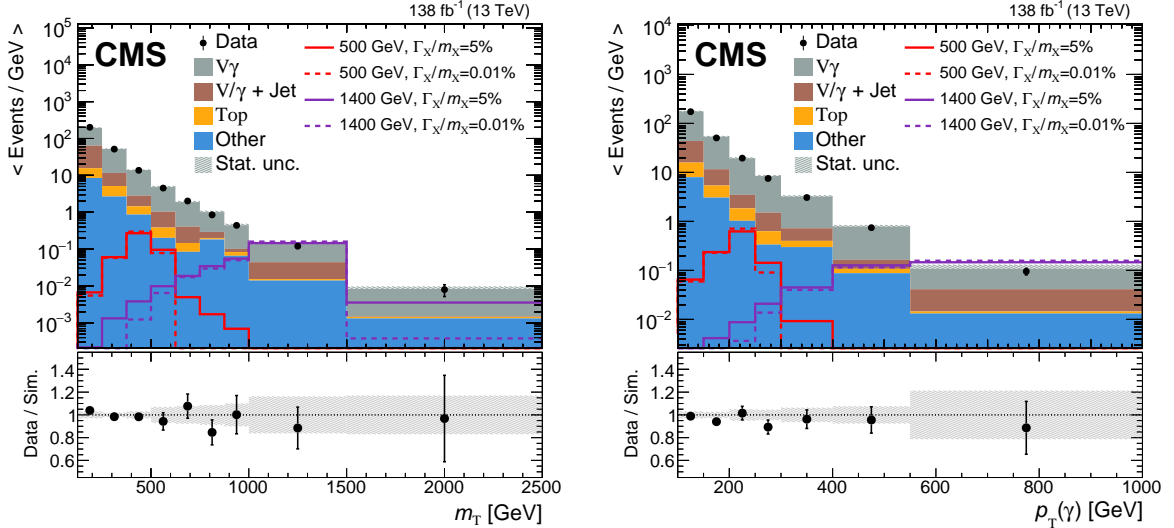 138 fb⁻¹ (13 TeV)
CMS
Data
Vγ
V/γ + Jet
Top
Other
Stat. unc.
500 GeV, Γ_X/m_X=5%
500 GeV, Γ_X/m_X=0.01%
1400 GeV, Γ_X/m_X=5%
1400 GeV, Γ_X/m_X=0.01%
< Events / GeV >
10⁵
10⁴
10³
10²
10
1
10⁻¹
10⁻²
10⁻³
Data / Sim.
1.4
1.2
1
0.8
0.6
500 1000 1500 2000 2500
m_T [GeV]
138 fb⁻¹ (13 TeV)
CMS
Data
Vγ
V/γ + Jet
Top
Other
Stat. unc.
500 GeV, Γ_X/m_X=5%
500 GeV, Γ_X/m_X=0.01%
1400 GeV, Γ_X/m_X=5%
1400 GeV, Γ_X/m_X=0.01%
< Events / GeV >
10⁴
10³
10²
10
1
10⁻¹
10⁻²
Data / Sim.
1.4
1.2
1
0.8
0.6
200 400 600 800 1000
p_T(γ) [GeV]